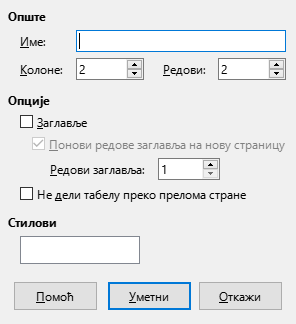 Опште
Име:
Колоне: 2 Редови: 2
Опције
Заглавље
Понови редове заглавља на нову страницу
Редови заглавља: 1
Не дели табелу преко прелома стране
Стилови
Помоћ Уметни Откажи